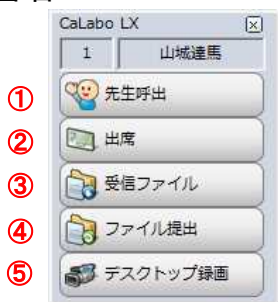 CaLabo LX
1 山城達馬
① 先生呼出
② 出席
③ 受信ファイル
④ ファイル提出
⑤ デスクトップ録画